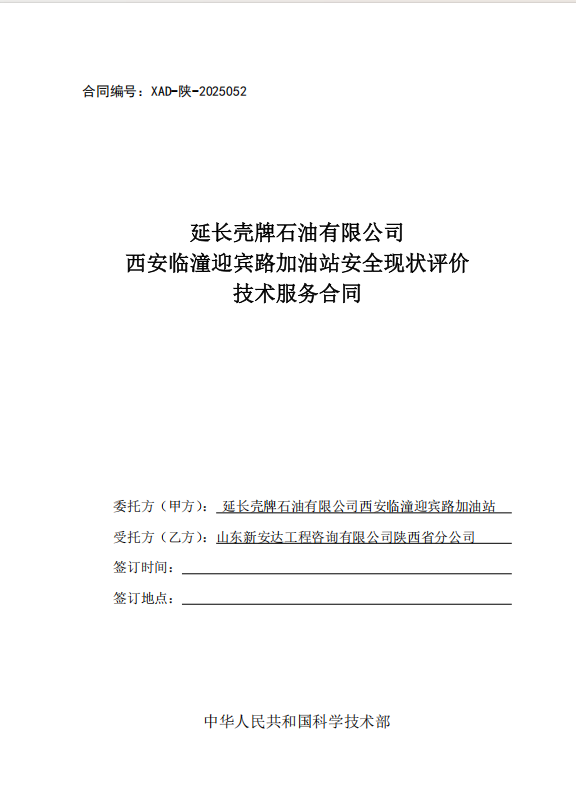 合同编号：XAD-陕-2025052
延长壳牌石油有限公司
西安临潼迎宾路加油站安全现状评价
技术服务合同
委托方（甲方）：延长壳牌石油有限公司西安临潼迎宾路加油站
受托方（乙方）：山东新安达工程咨询有限公司陕西省分公司
签订时间：
签订地点：
中华人民共和国科学技术部